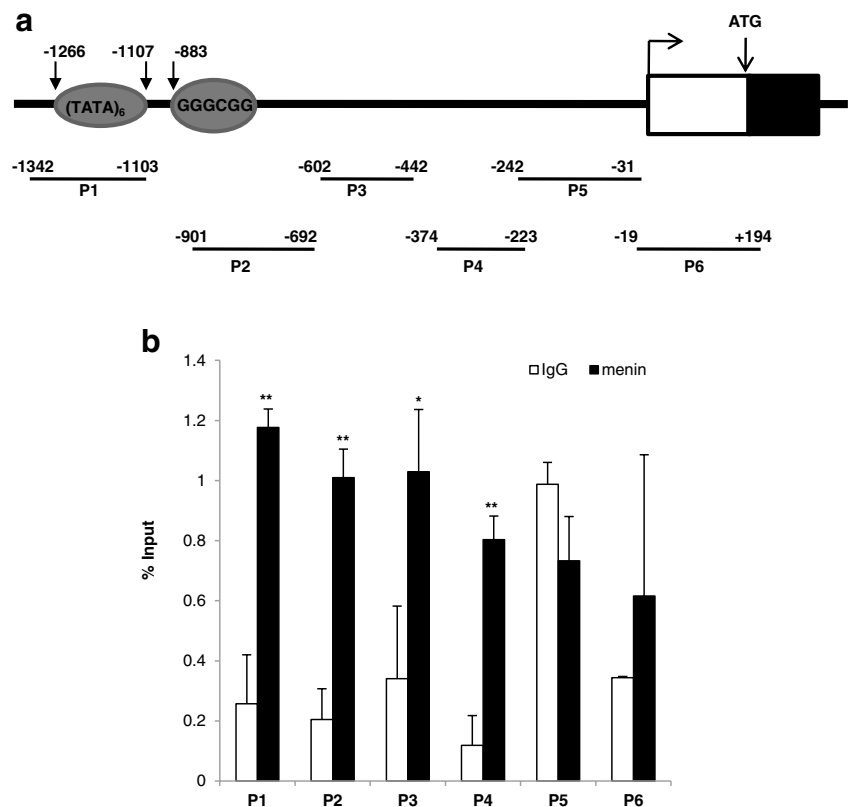 a
ATG
-1266 -1107 -883
(TATA)6 GGGCGG
-1342 -1103 -602 -442 -242 -31
P1 P3 P5
-901 -692 -374 -223 -19 +194
P2 P4 P6
b
1.4
IgG menin
** ** * **
1.2
1
0.8
0.6
0.4
0.2
0
% Input
P1 P2 P3 P4 P5 P6